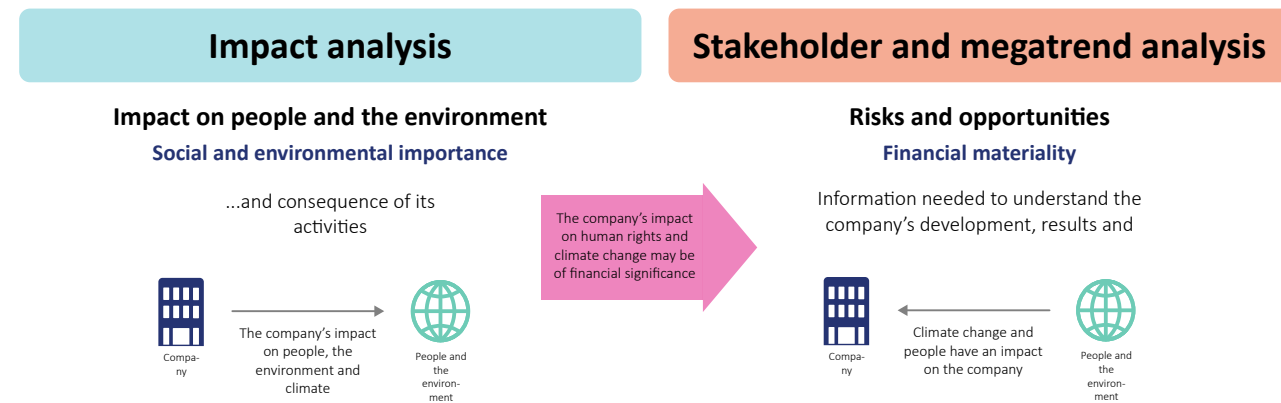 Impact analysis
Impact on people and the environment
Social and environmental importance
...and consequence of its
activities
Compa-
ny
The company's impact
on people, the
environment and
climate
People and
the
environ-
ment
The company's impact
on human rights and
climate change may be
of financial significance
Stakeholder and megatrend analysis
Risks and opportunities
Financial materiality
Information needed to understand the
company's development, results and
Compa-
ny
Climate change and
people have an impact
on the company
People and
the
environ-
ment